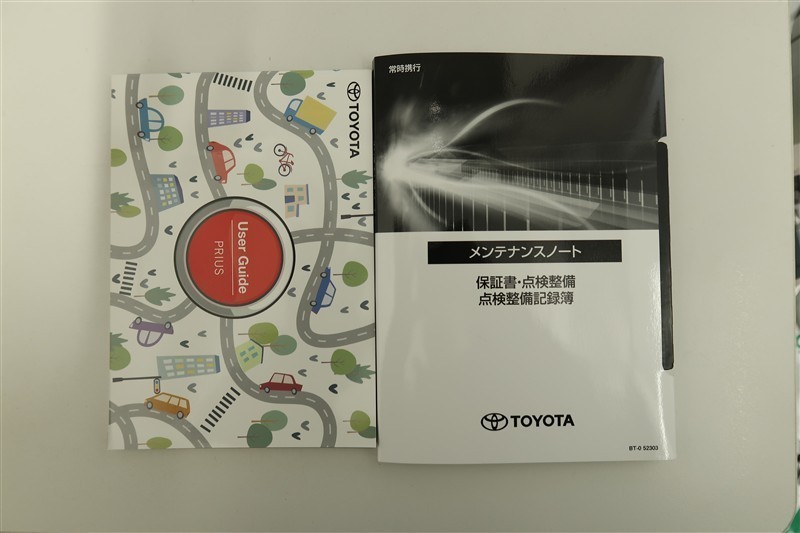 TOYOTA
User Guide
PRIUS
常時携行
メンテナンスノート
保証書・点検整備
点検整備記録簿
TOYOTA
BT-0 52303